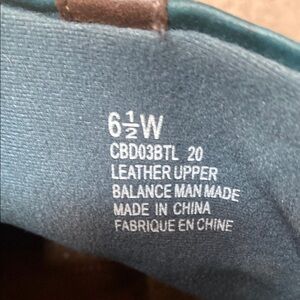 6½W
CBD03BTL 20
LEATHER UPPER
BALANCE MAN MADE
MADE IN CHINA
FABRIQUE EN CHINE